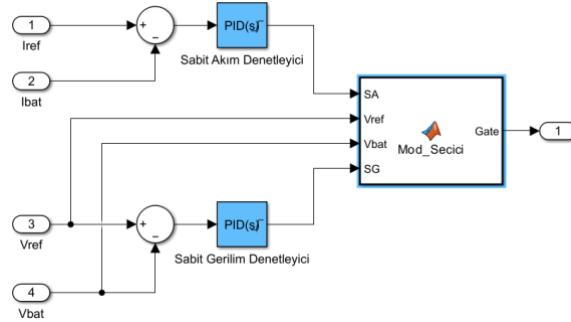 1
Iref
2
Ibat
+
−
PID(s)
Sabit Akım Denetleyici
3
Vref
4
Vbat
+
−
PID(s)
Sabit Gerilim Denetleyici
SA
Vref
Vbat
SG
Mod_Secici
Gate
1